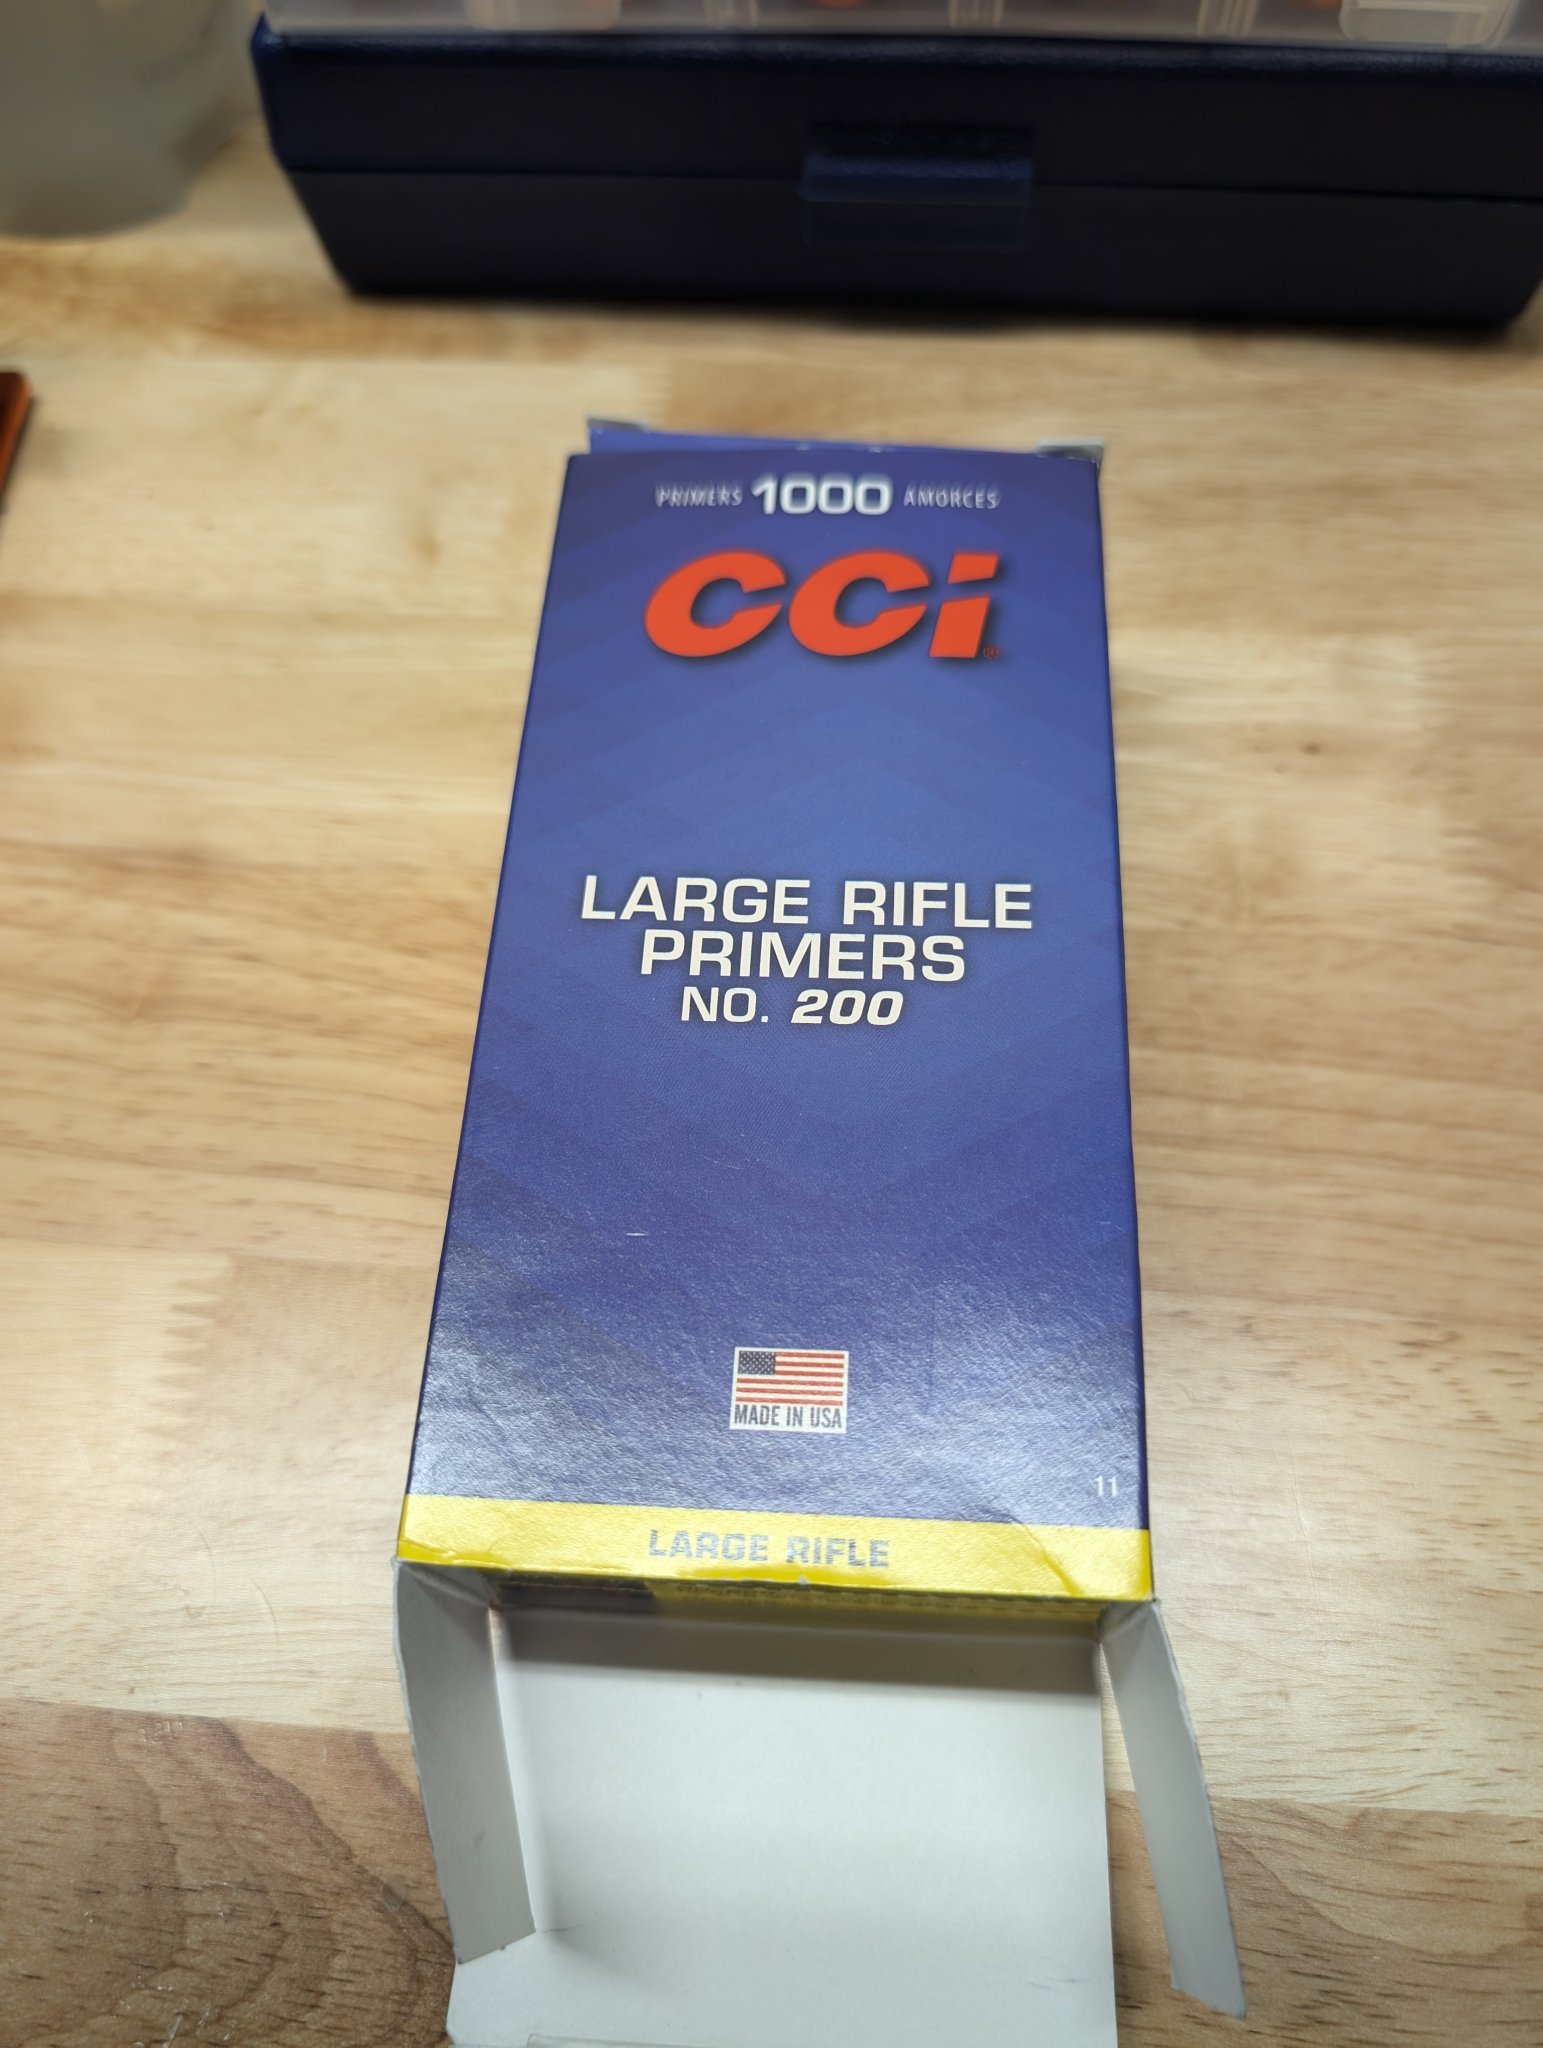 PRIMERS 1000 AMORCES
CCI®
LARGE RIFLE
PRIMERS
NO. 200
MADE IN USA
11
LARGE RIFLE